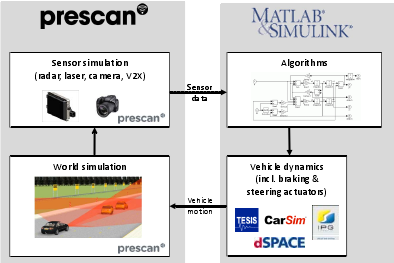 prescan
MATLAB®
&SIMULINK®
Sensor simulation
(radar, laser, camera, V2X)
prescan
Sensor
data
Algorithms
World simulation
prescan
Vehicle
motion
Vehicle dynamics
(incl. braking &
steering actuators)
TESIS
CarSim
IPG
dSPACE